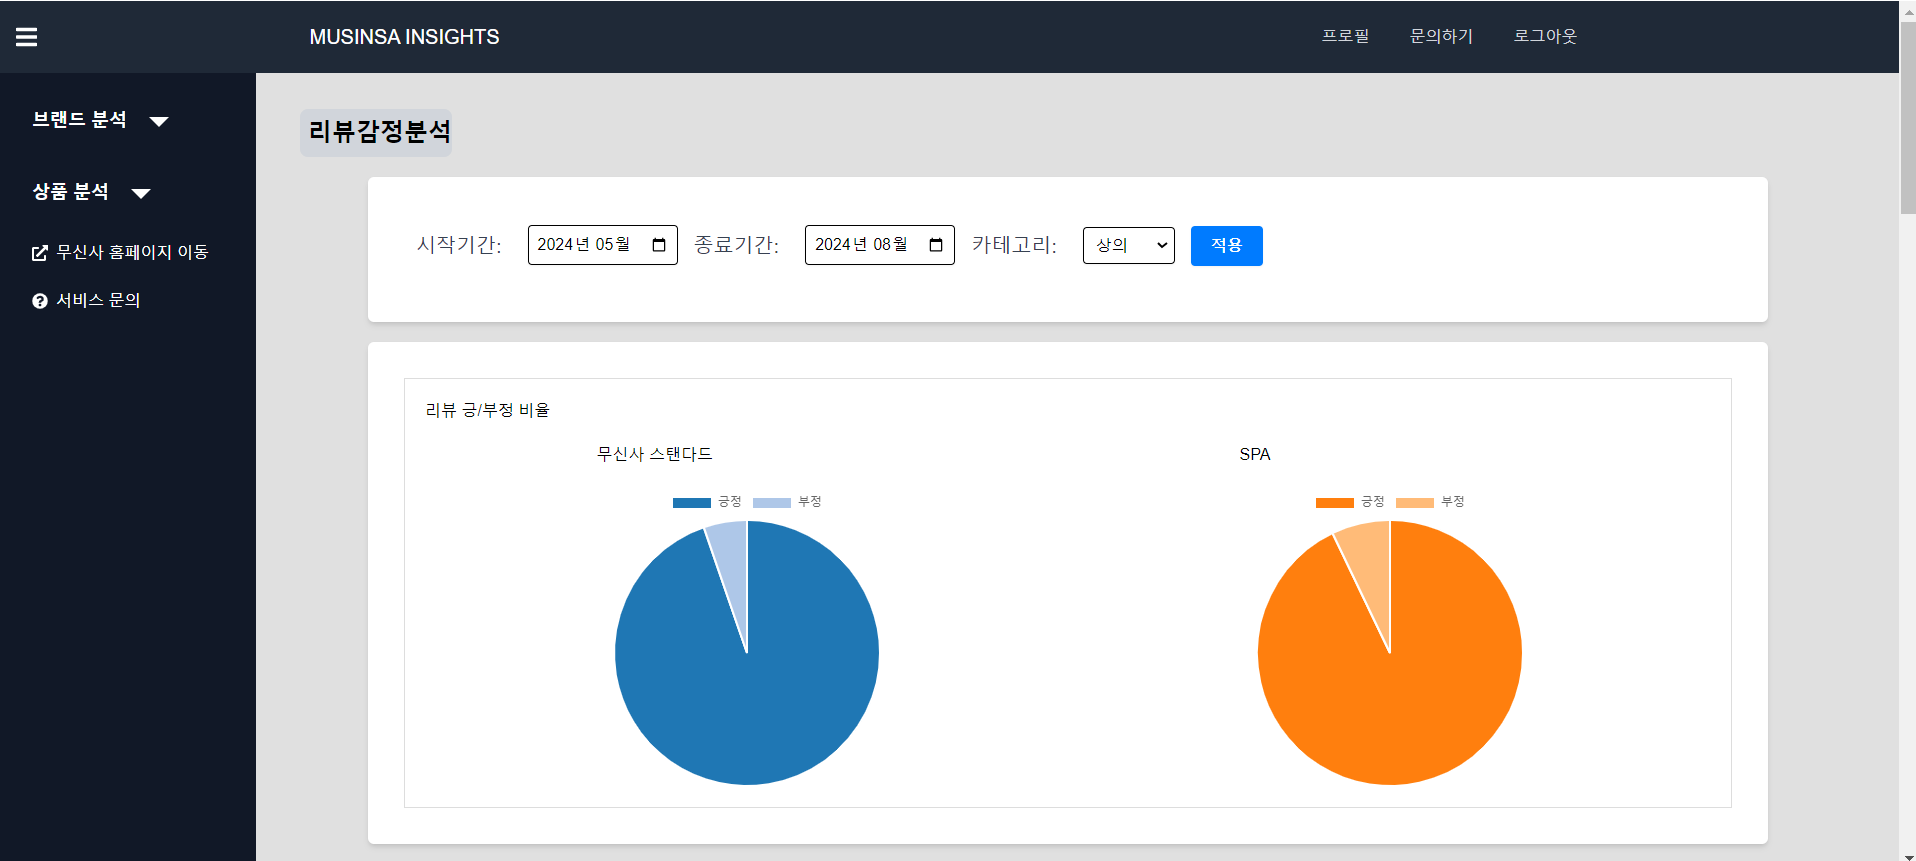 MUSINSA INSIGHTS
프로필 문의하기 로그아웃
브랜드 분석
상품 분석
무신사 홈페이지 이동
서비스 문의
리뷰감정분석
시작기간: 2024년 05월 종료기간: 2024년 08월 카테고리: 상의 적용
리뷰 긍/부정 비율
무신사 스탠다드
긍정 부정
SPA
긍정 부정